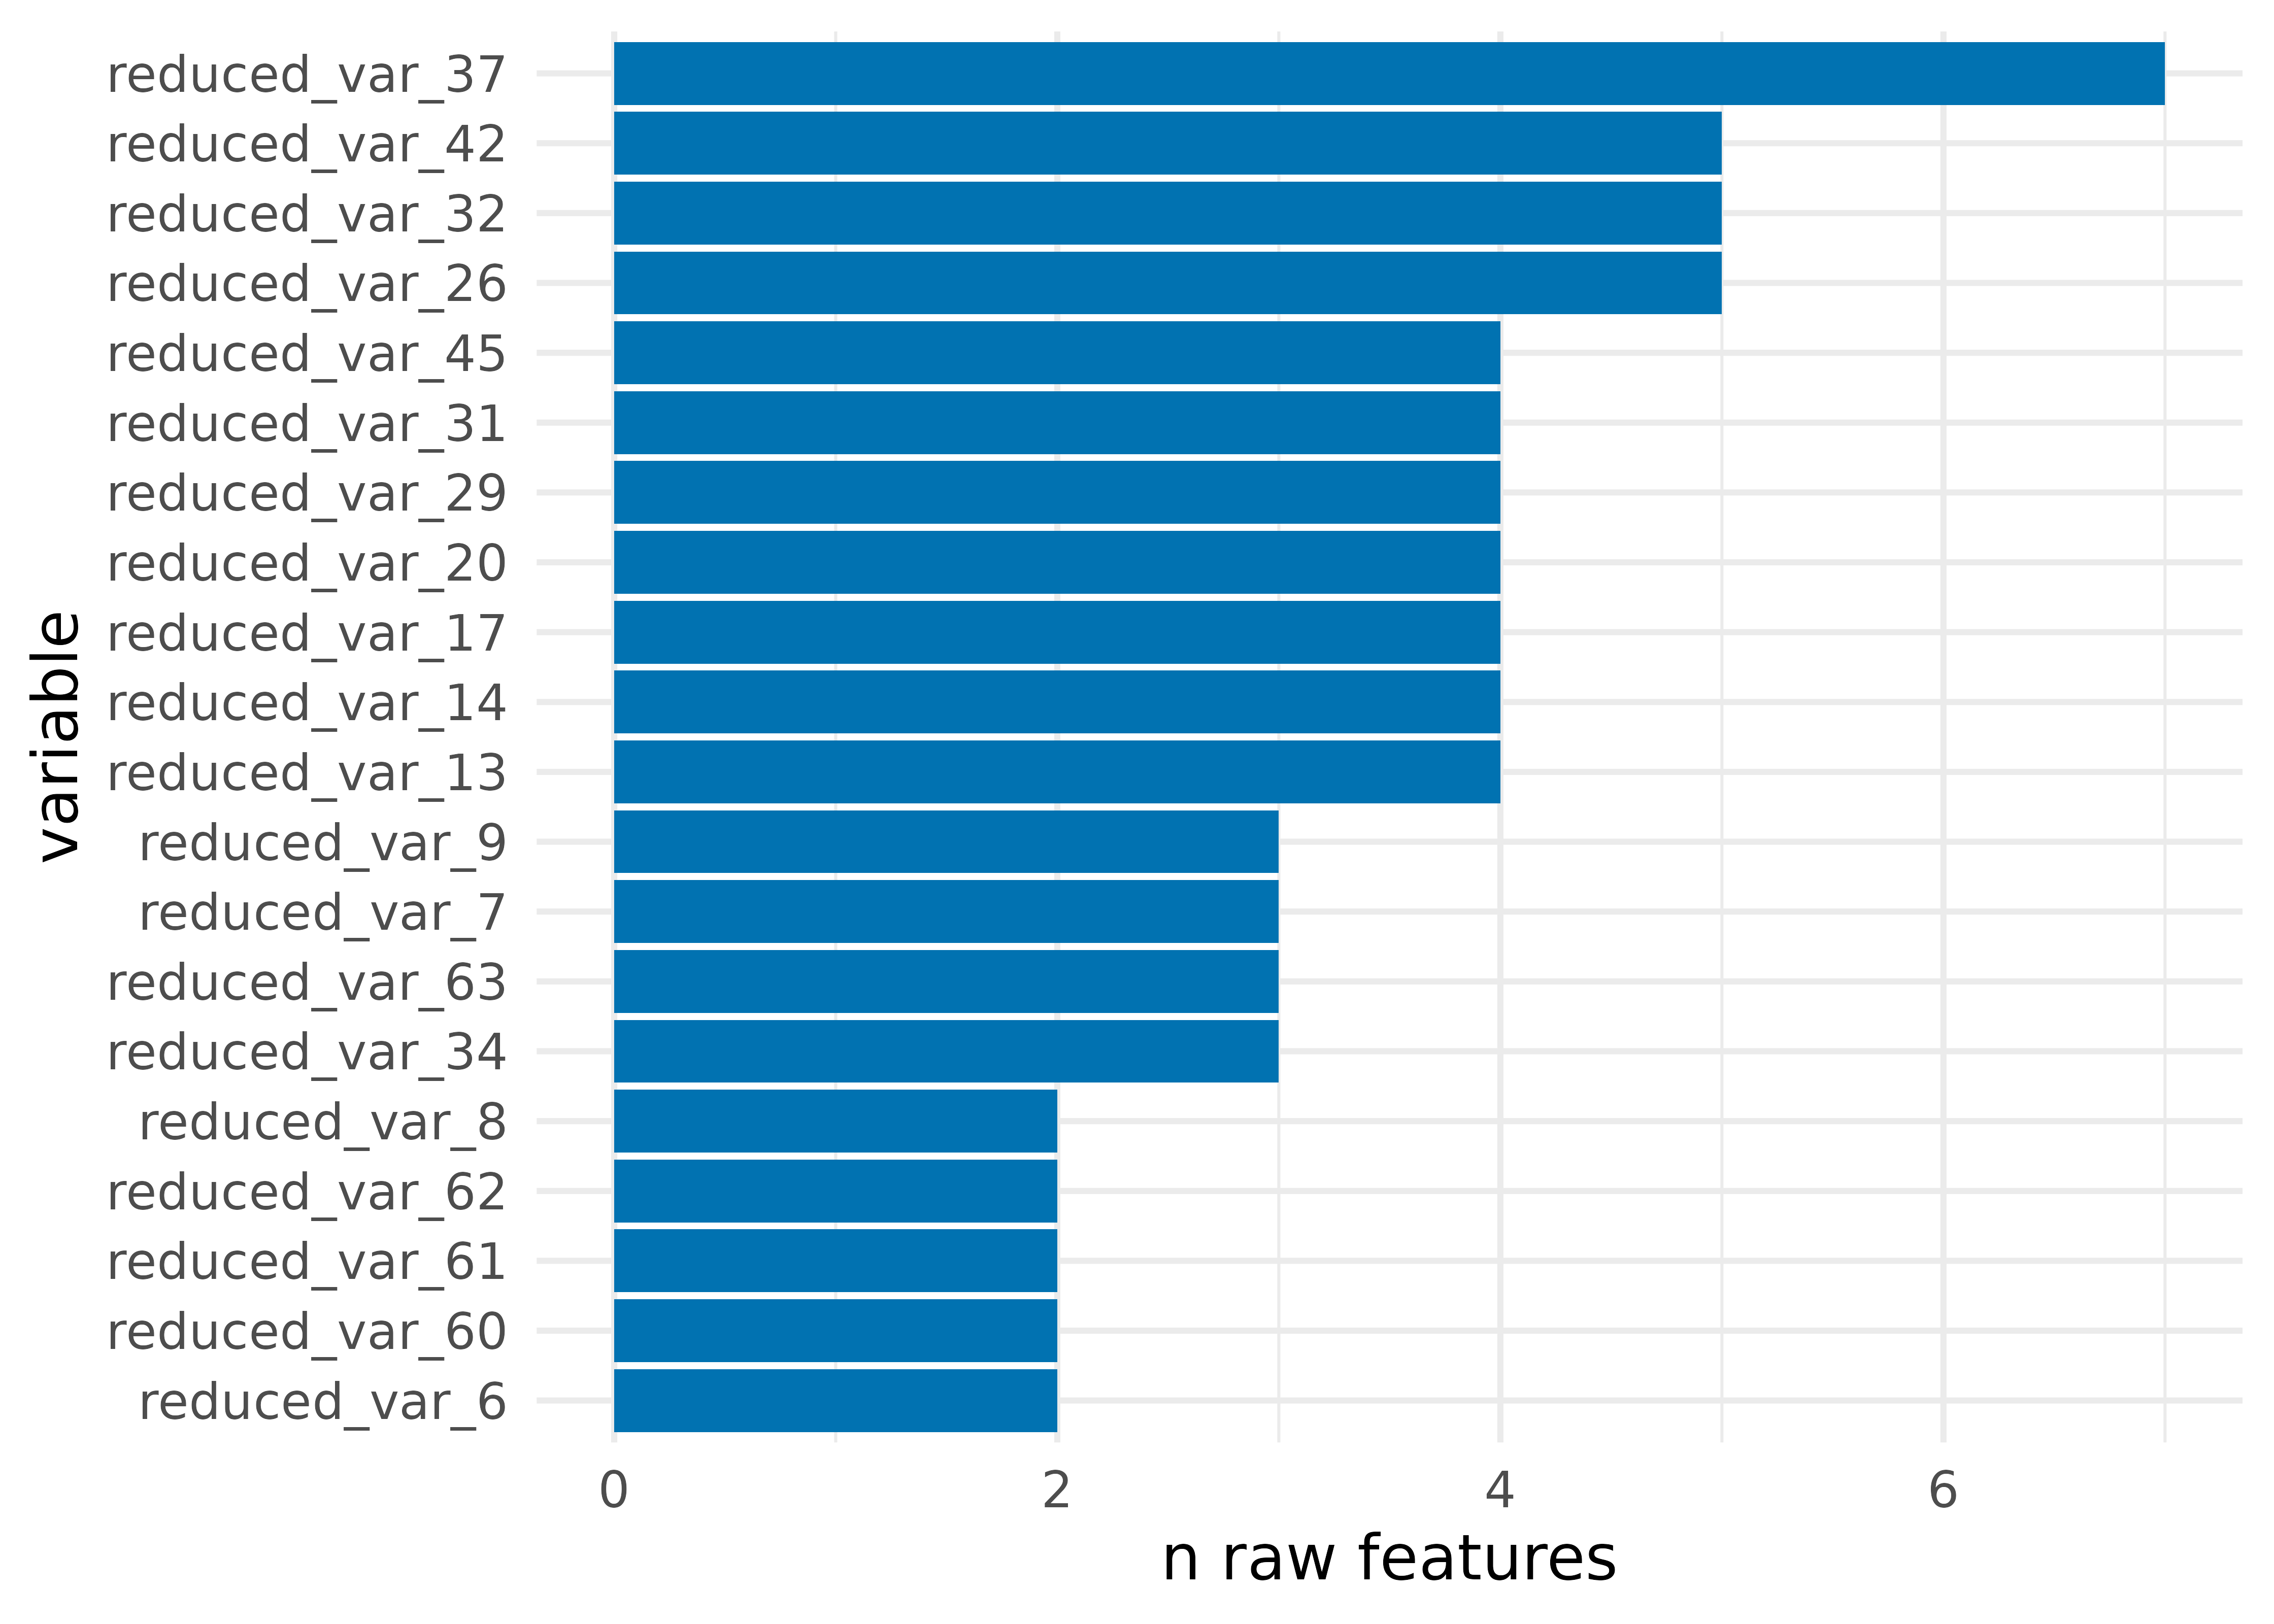 reduced_var_37
reduced_var_42
reduced_var_32
reduced_var_26
reduced_var_45
reduced_var_31
reduced_var_29
reduced_var_20
reduced_var_17
reduced_var_14
reduced_var_13
reduced_var_9
reduced_var_7
reduced_var_63
reduced_var_34
reduced_var_8
reduced_var_62
reduced_var_61
reduced_var_60
reduced_var_6
variable
0 2 4 6
n raw features